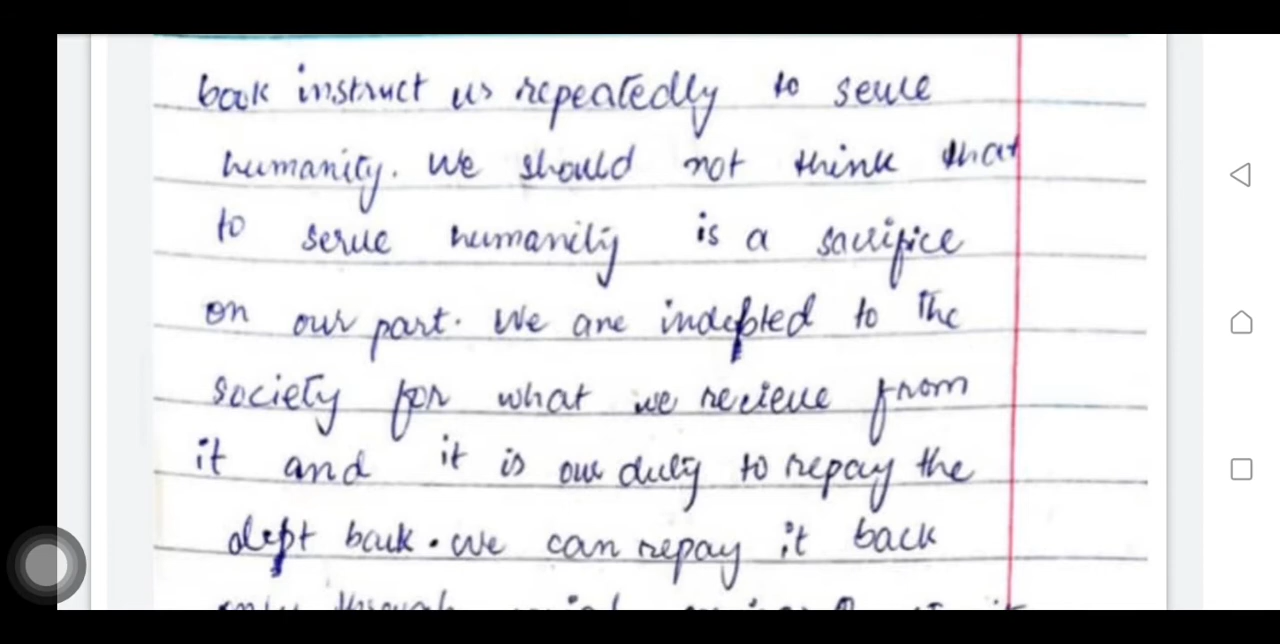 book instruct us repeatedly to serve
humanity. We should not think that
to serve humanity is a sacrifice
on our part. We are indepted to the
society for what we recieve from
it and it is our duty to repay the
dept back. We can repay it back
through